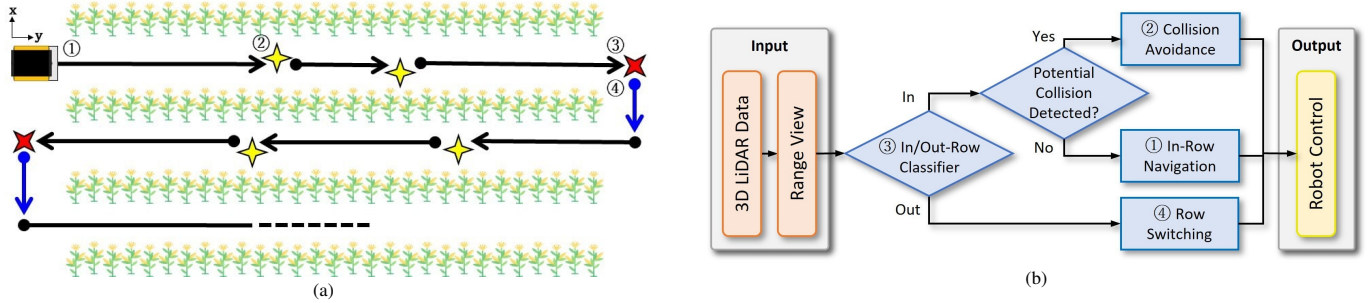 x
y
①
②
③
④
(a)
Input
3D LiDAR Data
Range View
③ In/Out-Row
Classifier
In
Out
Potential
Collision
Detected?
Yes
No
② Collision
Avoidance
① In-Row
Navigation
④ Row
Switching
Output
Robot Control
(b)